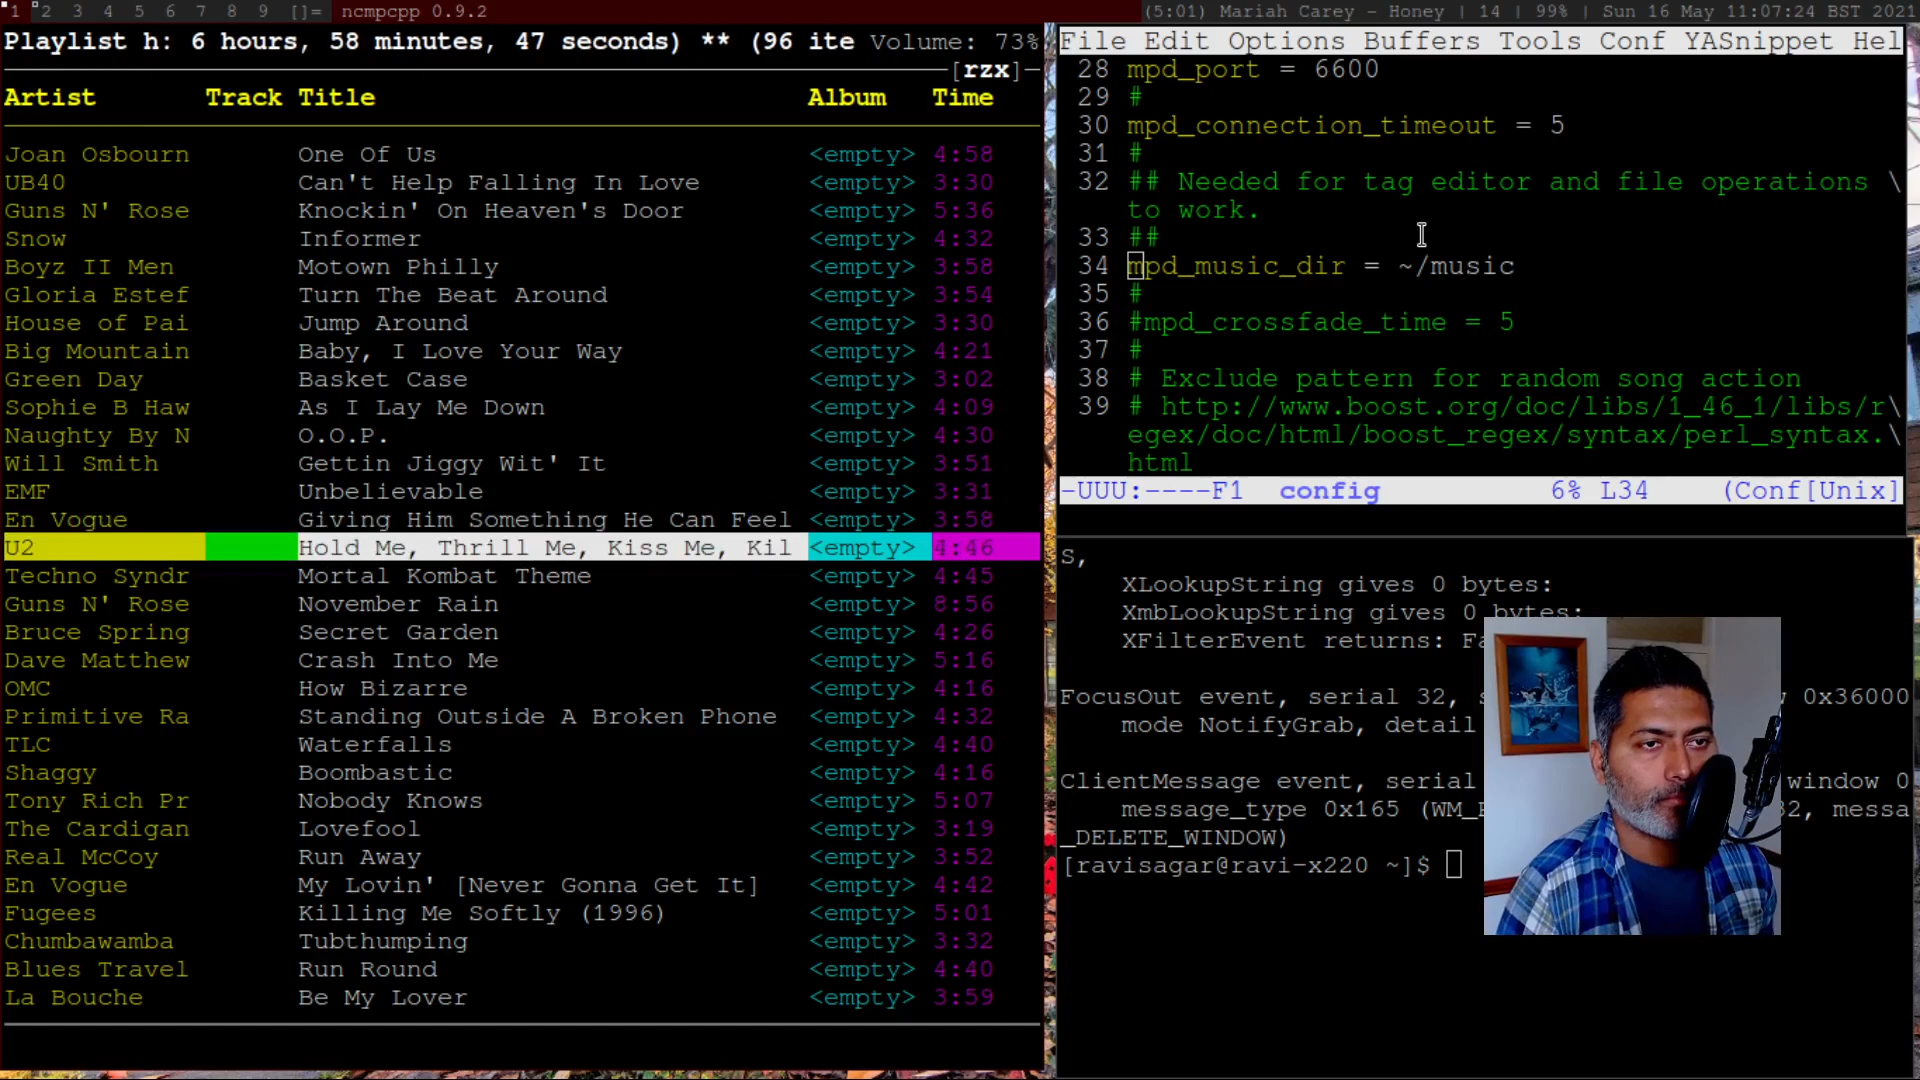 1 2 3 4 5 6 7 8 9 []= ncmpcpp 0.9.2
(5:01) Mariah Carey - Honey | 14 | 99% | Sun 16 May 11:07:24 BST 2021
Playlist h: 6 hours, 58 minutes, 47 seconds) ** (96 ite Volume: 73%
[rzx]
Artist Track Title Album Time
Joan Osbourn One Of Us <empty> 4:58
UB40 Can't Help Falling In Love <empty> 3:30
Guns N' Rose Knockin' On Heaven's Door <empty> 5:36
Snow Informer <empty> 4:32
Boyz II Men Motown Philly <empty> 3:58
Gloria Estef Turn The Beat Around <empty> 3:54
House of Pai Jump Around <empty> 3:30
Big Mountain Baby, I Love Your Way <empty> 4:21
Green Day Basket Case <empty> 3:02
Sophie B Haw As I Lay Me Down <empty> 4:09
Naughty By N O.O.P. <empty> 4:30
Will Smith Gettin Jiggy Wit' It <empty> 3:51
EMF Unbelievable <empty> 3:31
En Vogue Giving Him Something He Can Feel <empty> 3:58
U2 Hold Me, Thrill Me, Kiss Me, Kil <empty> 4:46
Techno Syndr Mortal Kombat Theme <empty> 4:45
Guns N' Rose November Rain <empty> 8:56
Bruce Spring Secret Garden <empty> 4:26
Dave Matthew Crash Into Me <empty> 5:16
OMC How Bizarre <empty> 4:16
Primitive Ra Standing Outside A Broken Phone <empty> 4:32
TLC Waterfalls <empty> 4:40
Shaggy Boombastic <empty> 4:16
Tony Rich Pr Nobody Knows <empty> 5:07
The Cardigan Lovefool <empty> 3:19
Real McCoy Run Away <empty> 3:52
En Vogue My Lovin' [Never Gonna Get It] <empty> 4:42
Fugees Killing Me Softly (1996) <empty> 5:01
Chumbawamba Tubthumping <empty> 3:32
Blues Travel Run Round <empty> 4:40
La Bouche Be My Lover <empty> 3:59
File Edit Options Buffers Tools Conf YASnippet Hel
28 mpd_port = 6600
29 #
30 mpd_connection_timeout = 5
31 #
32 ## Needed for tag editor and file operations \
to work.
33 ##
34 mpd_music_dir = ~/music
35 #
36 #mpd_crossfade_time = 5
37 #
38 # Exclude pattern for random song action
39 # http://www.boost.org/doc/libs/1_46_1/libs/r\
egex/doc/html/boost_regex/syntax/perl_syntax.\
html
-UUU:----F1 config 6% L34 (Conf[Unix]
S,
XLookupString gives 0 bytes:
XmbLookupString gives 0 bytes:
XFilterEvent returns: Fa
FocusOut event, serial 32, s 0x36000
mode NotifyGrab, detail
ClientMessage event, serial window 0
message_type 0x165 (WM_P 32, messa
_DELETE_WINDOW)
[ravisagar@ravi-x220 ~]$